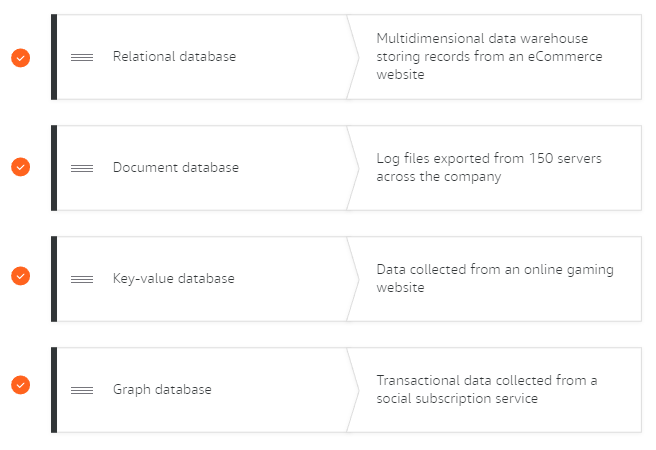 Relational database
Multidimensional data warehouse
storing records from an eCommerce
website
Document database
Log files exported from 150 servers
across the company
Key-value database
Data collected from an online gaming
website
Graph database
Transactional data collected from a
social subscription service